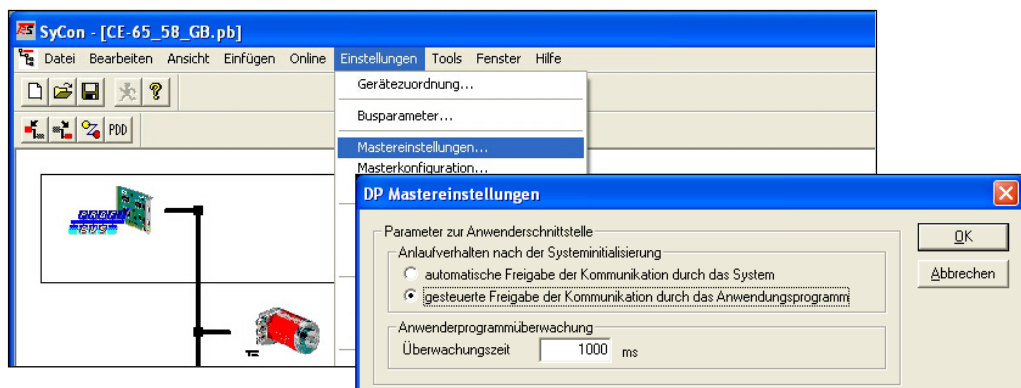 SyCon - [CE-65_58_GB.pb]
Datei Bearbeiten Ansicht Einfügen Online Einstellungen Tools Fenster Hilfe
Gerätezuordnung...
Busparameter...
PDD
Mastereinstellungen...
Masterkonfiguration...
DP Mastereinstellungen
Parameter zur Anwenderschnittstelle
OK
Anlaufverhalten nach der Systeminitialisierung
automatische Freigabe der Kommunikation durch das System
Abbrechen
gesteuerte Freigabe der Kommunikation durch das Anwendungsprogramm
Anwenderprogrammüberwachung
Überwachungszeit 1000 ms